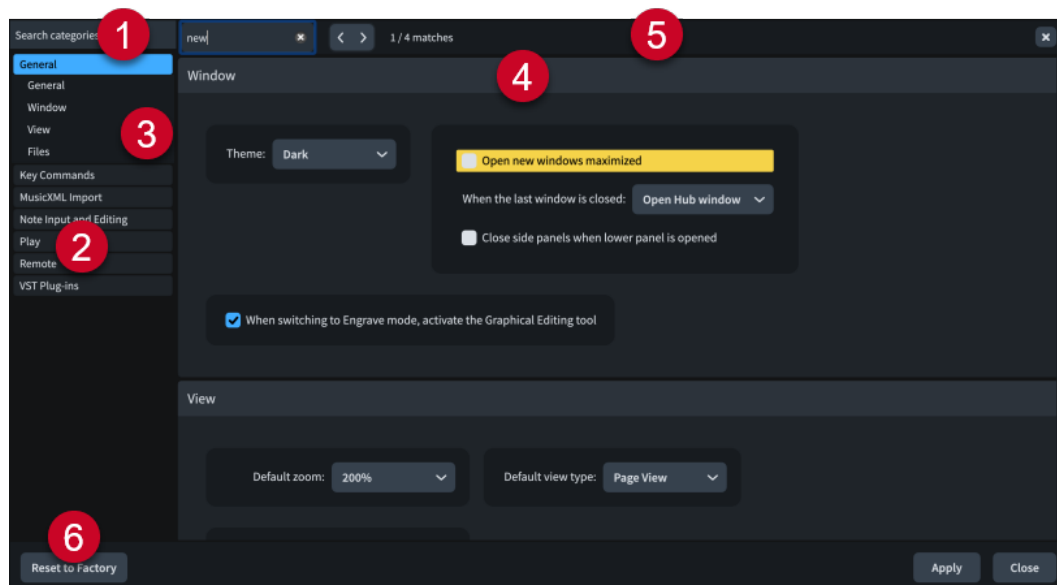 1
Search categories
new
1 / 4 matches
5
General
General
Window
View
Files
3
Key Commands
MusicXML Import
Note Input and Editing
Play
2
Remote
VST Plug-ins
Window
4
Theme: Dark
Open new windows maximized
When the last window is closed: Open Hub window
Close side panels when lower panel is opened
When switching to Engrave mode, activate the Graphical Editing tool
View
Default zoom: 200%
Default view type: Page View
6
Reset to Factory
Apply
Close